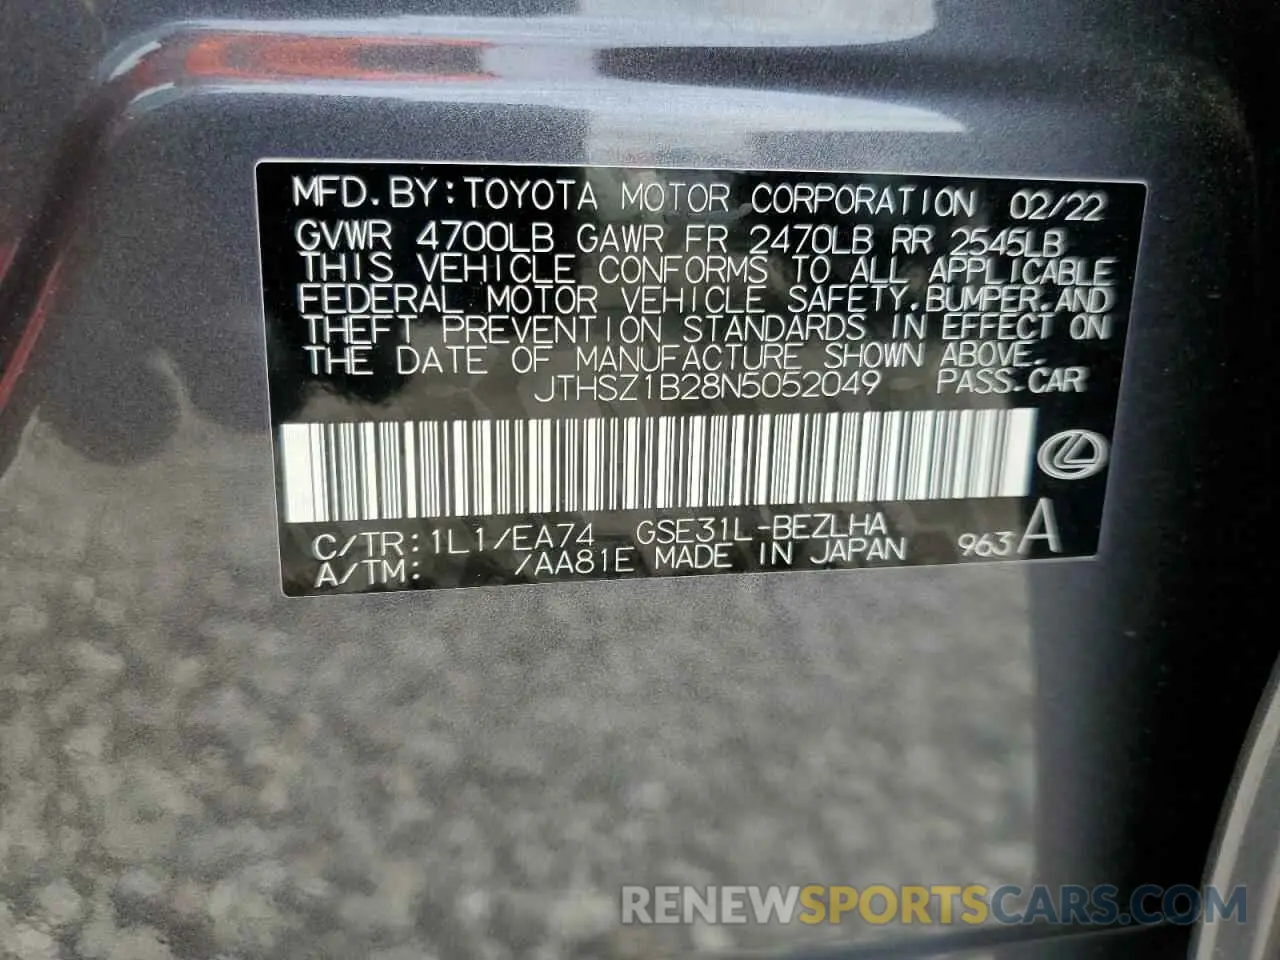 MFD.BY:TOYOTA MOTOR CORPORATION 02/22
GVWR 4700LB GAWR FR 2470LB RR 2545LB
THIS VEHICLE CONFORMS TO ALL APPLICABLE
FEDERAL MOTOR VEHICLE SAFETY,BUMPER,AND
THEFT PREVENTION STANDARDS IN EFFECT ON
THE DATE OF MANUFACTURE SHOWN ABOVE.
JTHSZ1B28N5052049 PASS.CAR
C/TR:1L1/EA74 GSE31L-BEZLHA
A/TM: /AA81E MADE IN JAPAN 963 A
RENEWSPORTSCARS.COM